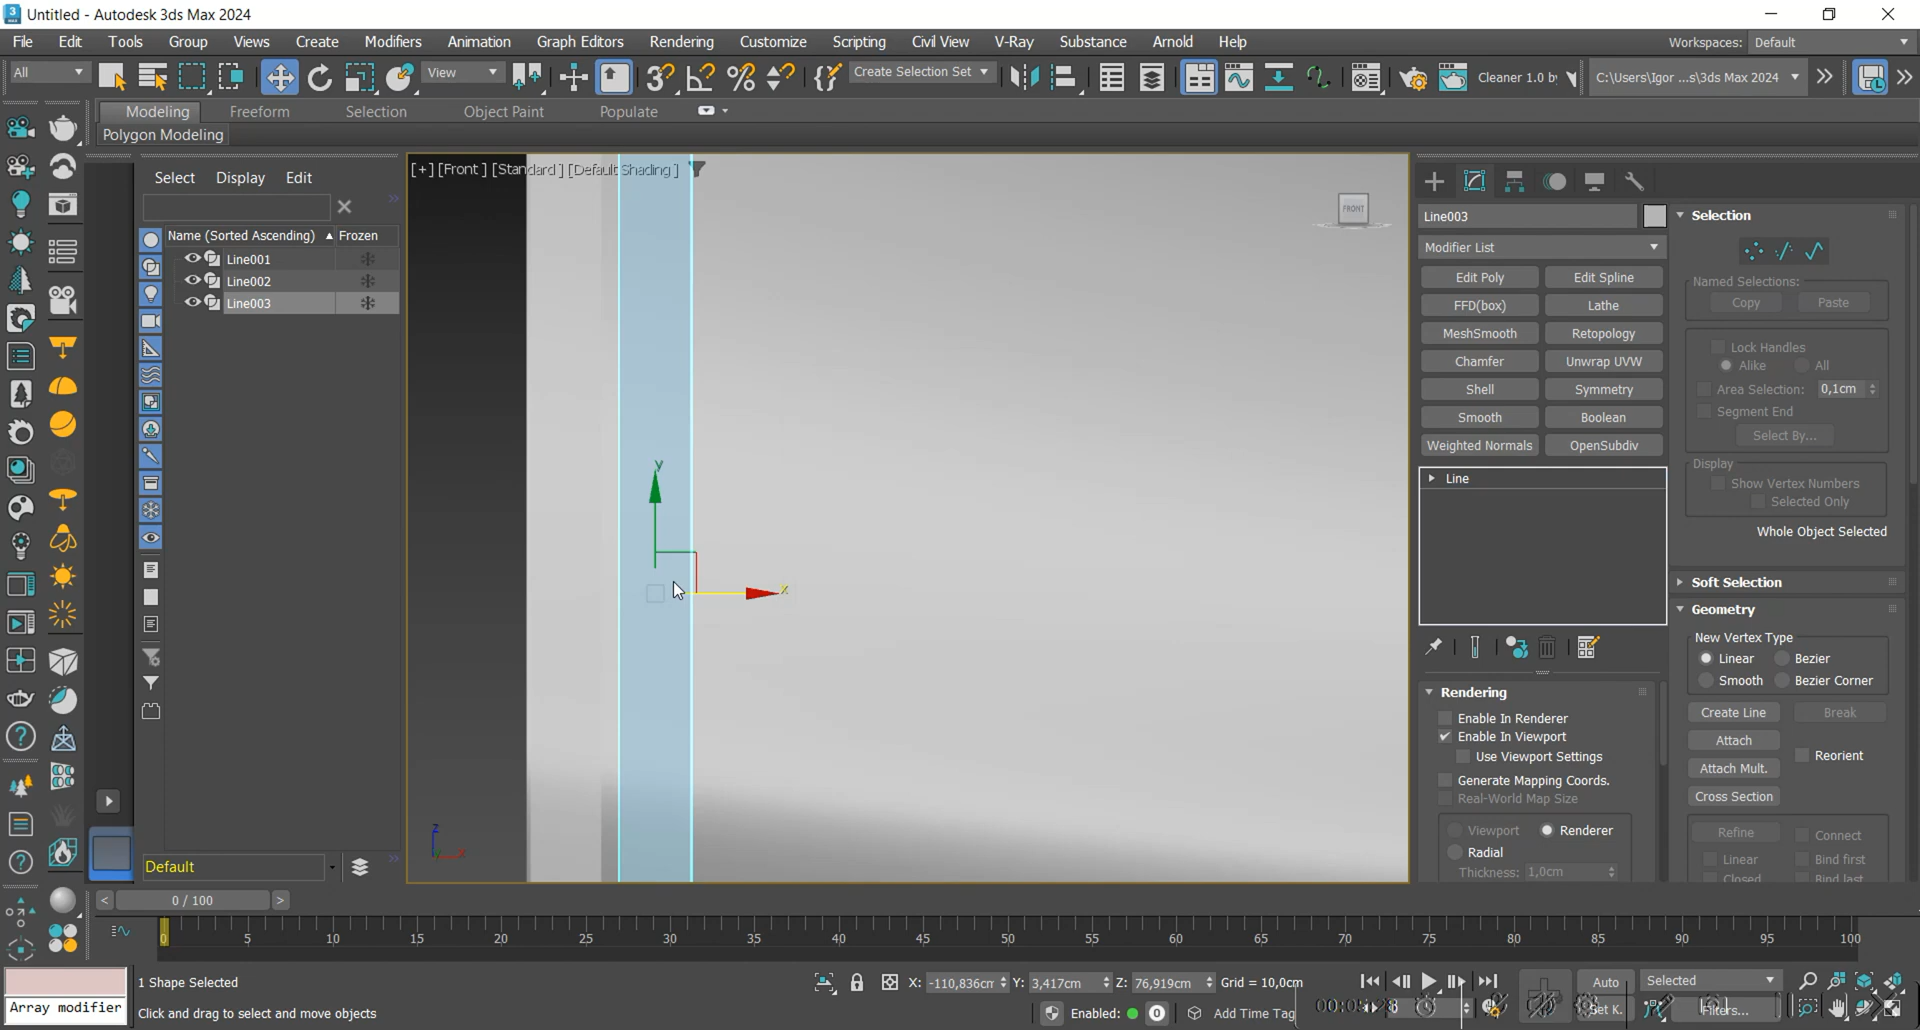 Untitled - Autodesk 3ds Max 2024
File Edit Tools Group Views Create Modifiers Animation Graph Editors Rendering Customize Scripting Civil View V-Ray Substance Arnold Help Workspaces: Default
All View Create Selection Set Cleaner 1.0 b C:\Users\Igor ...s\3ds Max 2024
Modeling Freeform Selection Object Paint Populate
Polygon Modeling
Select Display Edit
Name (Sorted Ascending) Frozen
Line001
Line002
Line003
Default
[+] [Front ] [Standard ] [Default Shading ]
FRONT
y
x
z
x
Line003
Modifier List
Edit Poly Edit Spline
FFD(box) Lathe
MeshSmooth Retopology
Chamfer Unwrap UVW
Shell Symmetry
Smooth Boolean
Weighted Normals OpenSubdiv
Line
Rendering
Enable In Renderer
Enable In Viewport
Use Viewport Settings
Generate Mapping Coords.
Real-World Map Size
Viewport Renderer
Radial
Thickness: 1,0cm
Selection
Named Selections:
Copy Paste
Lock Handles
Alike All
Area Selection: 0,1cm
Segment End
Select By...
Display
Show Vertex Numbers
Selected Only
Whole Object Selected
Soft Selection
Geometry
New Vertex Type
Linear Bezier
Smooth Bezier Corner
Create Line Break
Attach
Reorient
Attach Mult.
Cross Section
Refine Connect
Linear Bind first
Closed Bind last
< 0 / 100 >
0 5 10 15 20 25 30 35 40 45 50 55 60 65 70 75 80 85 90 95 100
1 Shape Selected X: -110,836cm Y: 3,417cm Z: 76,919cm Grid = 10,0cm Auto Selected
Array modifier
Click and drag to select and move objects Enabled: 0 Add Time Tag Set K. Filters...